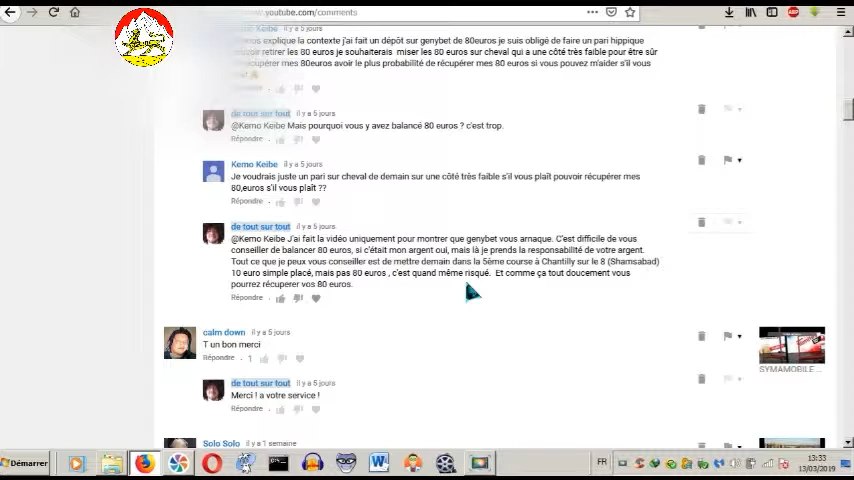 www.youtube.com/comments
Kemo Keibe il y a 5 jours
explique la contexte j'ai fait un dépôt sur genybet de 80euros je suis obligé de faire un pari hippique
retirer les 80 euros je souhaiterais miser les 80 euros sur cheval qui a une côté très faible pour être sûr
récupérer mes 80euros avoir le plus probabilité de récupérer mes 80 euros si vous pouvez m'aider s'il vous
de tout sur tout il y a 5 jours
@Kemo Keibe Mais pourquoi vous y avez balancé 80 euros ? c'est trop.
Répondre
Kemo Keibe il y a 5 jours
Je voudrais juste un pari sur cheval de demain sur une côté très faible s'il vous plaît pouvoir récupérer mes
80,euros s'il vous plaît ??
Répondre
de tout sur tout il y a 5 jours
@Kemo Keibe J'ai fait la vidéo uniquement pour montrer que genybet vous arnaque. C'est difficile de vous
conseiller de balancer 80 euros, si c'était mon argent oui, mais là je prends la responsabilité de votre argent.
Tout ce que je peux vous conseiller est de mettre demain dans la 5ème course à Chantilly sur le 8 (Shamsabad)
10 euro simple placé, mais pas 80 euros , c'est quand même risqué. Et comme ça tout doucement vous
pourrez récuperer vos 80 euros.
Répondre
calm down il y a 5 jours
T un bon merci
Répondre 1
SYMAMOBILE ...
de tout sur tout il y a 5 jours
Merci ! a votre service !
Répondre
Solo Solo il y a 1 semaine
Démarrer
FR
13:33
13/03/2019